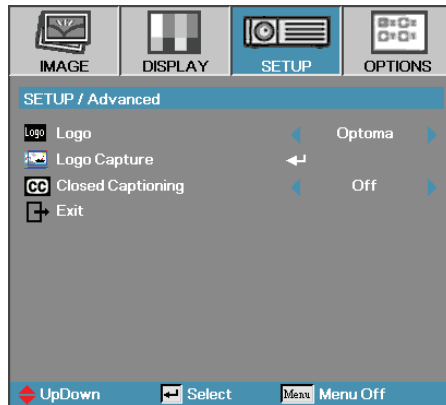 IMAGE DISPLAY SETUP OPTIONS
SETUP / Advanced
Logo Logo Optoma
Logo Capture
CC Closed Captioning Off
Exit
UpDown Select Menu Menu Off